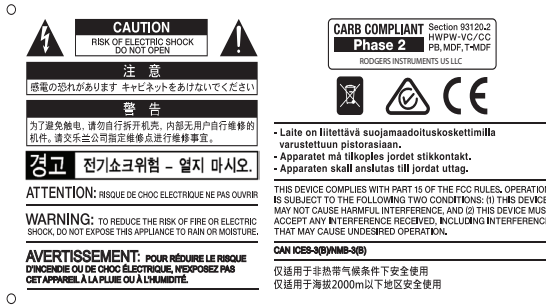 CAUTION
RISK OF ELECTRIC SHOCK
DO NOT OPEN
注 意
感電の恐れがあります キャビネットをあけないでください
警 告
为了避免触电, 请勿自行拆开机壳, 内部无用户自行维修的
机件。请交乐兰公司指定维修点进行维修事宜。
경고 전기쇼크위험 – 열지 마시오.
ATTENTION: RISQUE DE CHOC ELECTRIQUE NE PAS OUVRIR
WARNING: TO REDUCE THE RISK OF FIRE OR ELECTRIC
SHOCK, DO NOT EXPOSE THIS APPLIANCE TO RAIN OR MOISTURE.
AVERTISSEMENT: POUR RÉDUIRE LE RISQUE
D'INCENDIE OU DE CHOC ÉLECTRIQUE, N'EXPOSEZ PAS
CET APPAREIL À LA PLUIE OU À L'HUMIDITÉ.
CARB COMPLIANT Section 93120.2
Phase 2 HWPW-VC/CC
PB, MDF, T-MDF
RODGERS INSTRUMENTS US LLC
CE
- Laite on liitettävä suojamaadoituskoskettimilla
varustettuun pistorasiaan.
- Apparatet må tilkoples jordet stikkontakt.
- Apparaten skall anslutas till jordat uttag.
THIS DEVICE COMPLIES WITH PART 15 OF THE FCC RULES. OPERATION
IS SUBJECT TO THE FOLLOWING TWO CONDITIONS: (1) THIS DEVICE
MAY NOT CAUSE HARMFUL INTERFERENCE, AND (2) THIS DEVICE MUS
ACCEPT ANY INTERFERENCE RECEIVED, INCLUDING INTERFERENCE
THAT MAY CAUSE UNDESIRED OPERATION.
CAN ICES-3(B)/NMB-3(B)
仅适用于非热带气候条件下安全使用
仅适用于海拔2000m以下地区安全使用